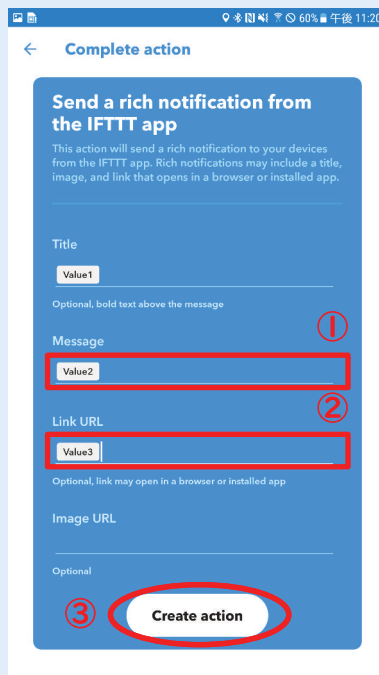 60% 午後 11:20
Complete action
Send a rich notification from
the IFTTT app
This action will send a rich notification to your devices
from the IFTTT app. Rich notifications may include a title,
image, and link that opens in a browser or installed app.
Title
Value1
Optional, bold text above the message
①
Message
Value2
②
Link URL
Value3
Optional, link may open in a browser or installed app
Image URL
Optional
③
Create action